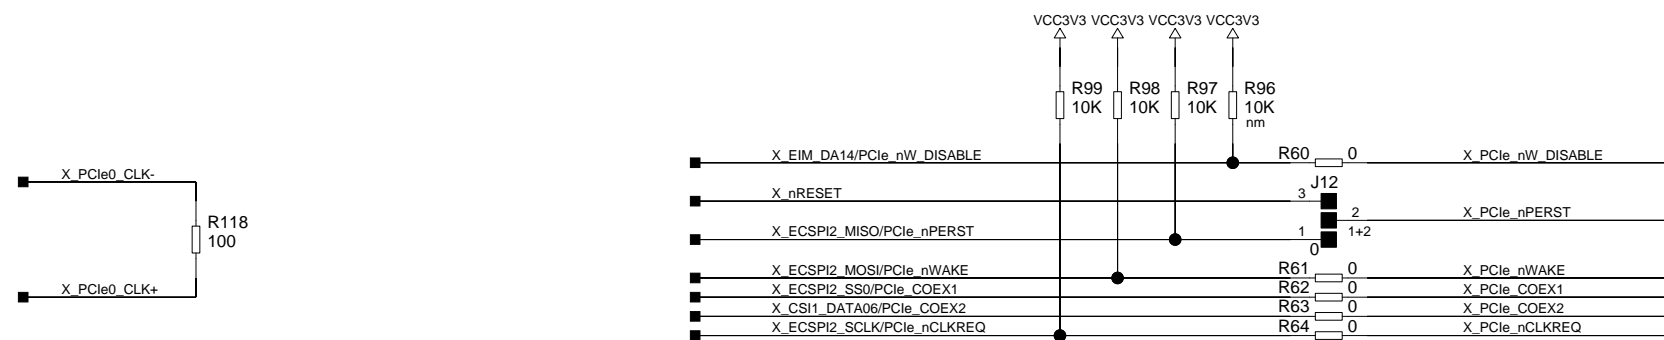 VCC3V3 VCC3V3 VCC3V3 VCC3V3
R99 R98 R97 R96
10K 10K 10K 10K
nm
X_EIM_DA14/PCIe_nW_DISABLE R60 0 X_PCIe_nW_DISABLE
X_PCIe0_CLK-
J12
X_nRESET 3
R118
100
2 X_PCIe_nPERST
X_ECSPI2_MISO/PCIe_nPERST 1 1+2
0
X_ECSPI2_MOSI/PCIe_nWAKE R61 0 X_PCIe_nWAKE
X_PCIe0_CLK+
X_ECSPI2_SS0/PCIe_COEX1 R62 0 X_PCIe_COEX1
X_CSI1_DATA06/PCIe_COEX2 R63 0 X_PCIe_COEX2
X_ECSPI2_SCLK/PCIe_nCLKREQ R64 0 X_PCIe_nCLKREQ